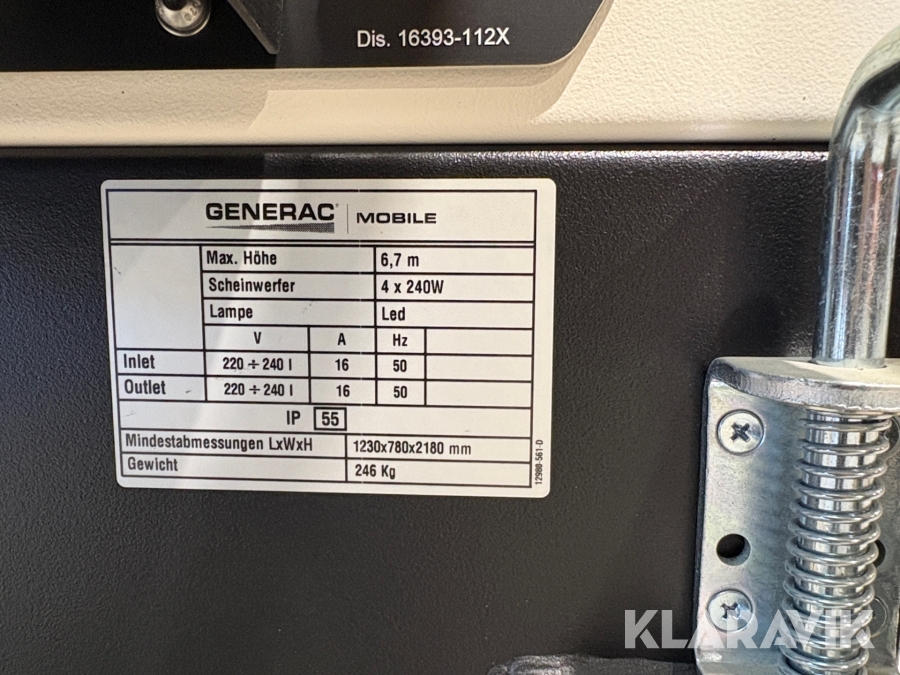 Dis. 16393-112X
GENERAC® MOBILE
Max. Höhe 6,7 m
Scheinwerfer 4 x 240W
Lampe Led
V A Hz
Inlet 220 ÷ 240 I 16 50
Outlet 220 ÷ 240 I 16 50
IP 55
Mindestabmessungen LxWxH 1230x780x2180 mm
Gewicht 246 Kg
12980-561-D
KLARAVIK